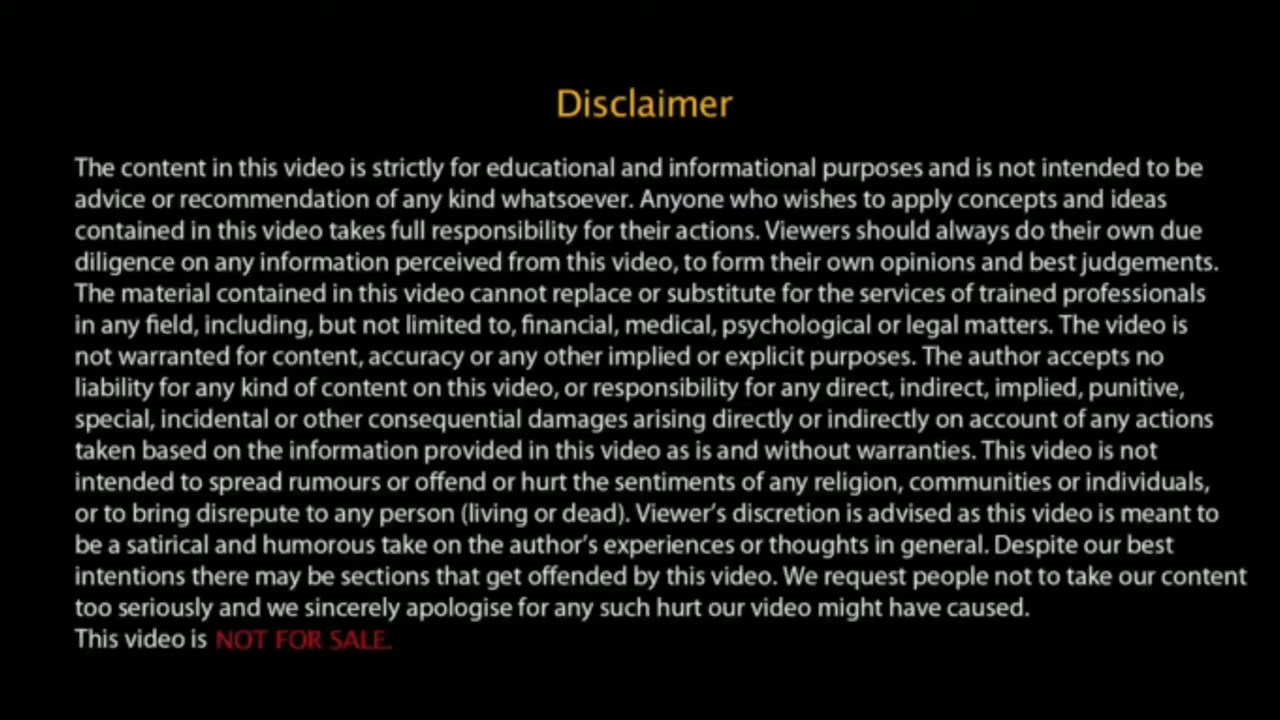 Disclaimer
The content in this video is strictly for educational and informational purposes and is not intended to be
advice or recommendation of any kind whatsoever. Anyone who wishes to apply concepts and ideas
contained in this video takes full responsibility for their actions. Viewers should always do their own due
diligence on any information perceived from this video, to form their own opinions and best judgements.
The material contained in this video cannot replace or substitute for the services of trained professionals
in any field, including, but not limited to, financial, medical, psychological or legal matters. The video is
not warranted for content, accuracy or any other implied or explicit purposes. The author accepts no
liability for any kind of content on this video, or responsibility for any direct, indirect, implied, punitive,
special, incidental or other consequential damages arising directly or indirectly on account of any actions
taken based on the information provided in this video as is and without warranties. This video is not
intended to spread rumours or offend or hurt the sentiments of any religion, communities or individuals,
or to bring disrepute to any person (living or dead). Viewer's discretion is advised as this video is meant to
be a satirical and humorous take on the author's experiences or thoughts in general. Despite our best
intentions there may be sections that get offended by this video. We request people not to take our content
too seriously and we sincerely apologise for any such hurt our video might have caused.
This video is NOT FOR SALE.